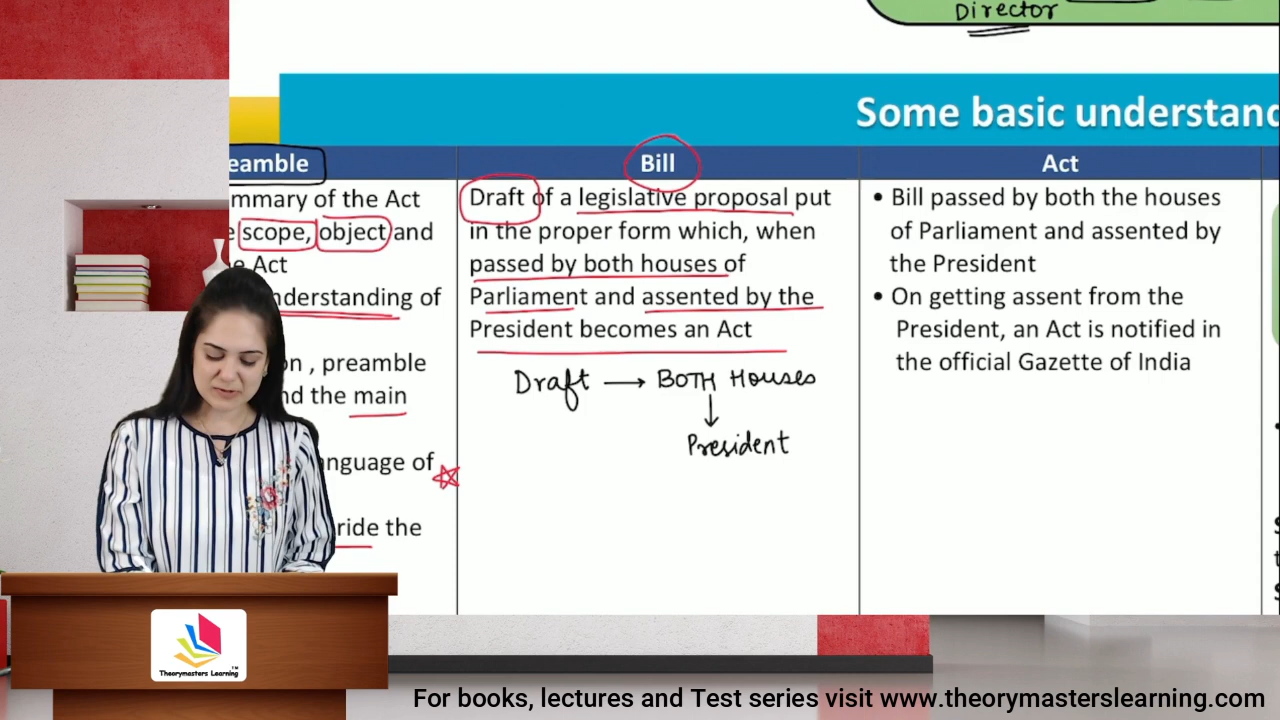 Director
Some basic understand
eamble
mmary of the Act
scope, object and
e Act
nderstanding of
on , preamble
nd the main
anguage of
ride the
Bill
Draft of a legislative proposal put
in the proper form which, when
passed by both houses of
Parliament and assented by the
President becomes an Act
Draft → BOTH Houses
↓
President
Act
• Bill passed by both the houses
of Parliament and assented by
the President
• On getting assent from the
President, an Act is notified in
the official Gazette of India
Theorymasters Learning™
For books, lectures and Test series visit www.theorymasterslearning.com